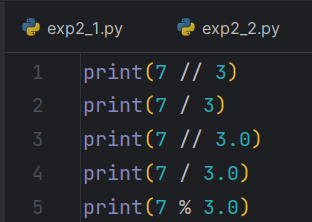 exp2_1.py exp2_2.py
1 print(7 // 3)
2 print(7 / 3)
3 print(7 // 3.0)
4 print(7 / 3.0)
5 print(7 % 3.0)